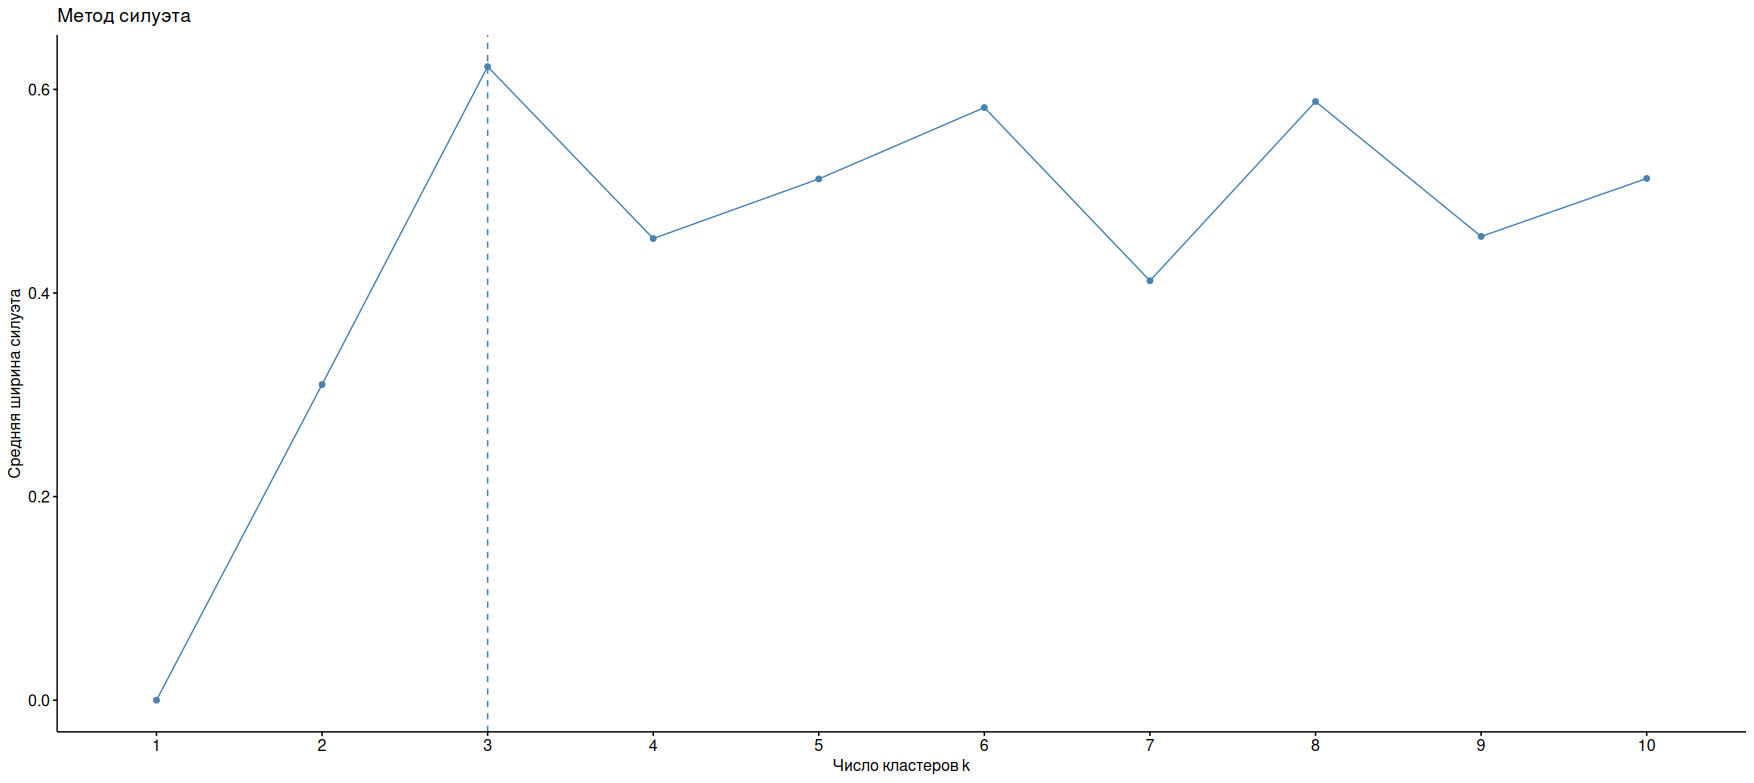 Метод силуэта
Средняя ширина силуэта
0.6
0.4
0.2
0.0
1 2 3 4 5 6 7 8 9 10
Число кластеров k